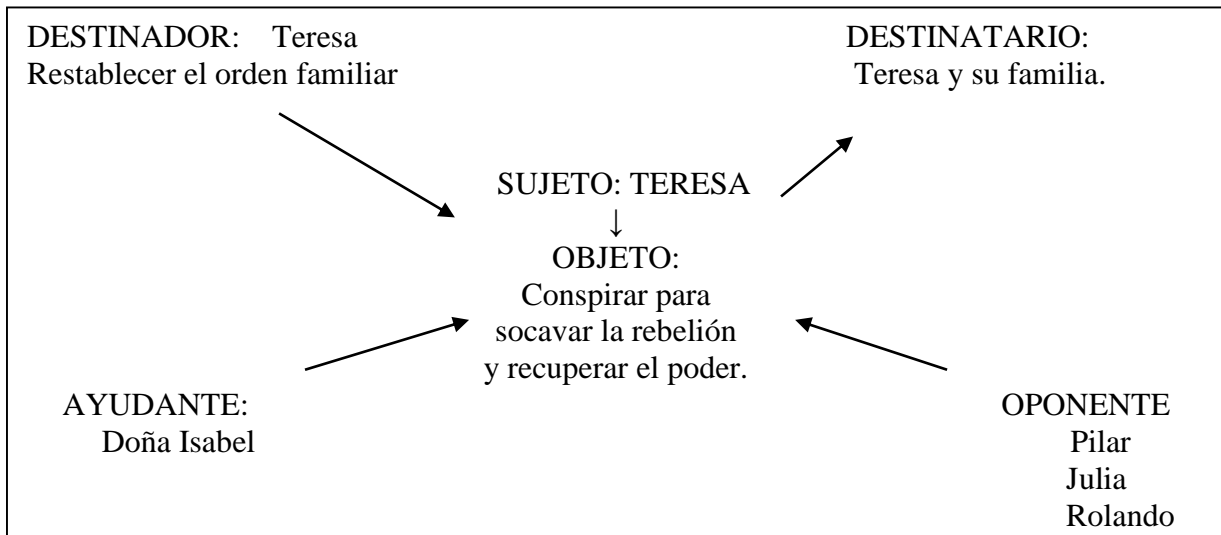 DESTINADOR: Teresa
Restablecer el orden familiar
DESTINATARIO:
Teresa y su familia.
SUJETO: TERESA
↓
OBJETO:
Conspirar para
socavar la rebelión
y recuperar el poder.
AYUDANTE:
Doña Isabel
OPONENTE
Pilar
Julia
Rolando